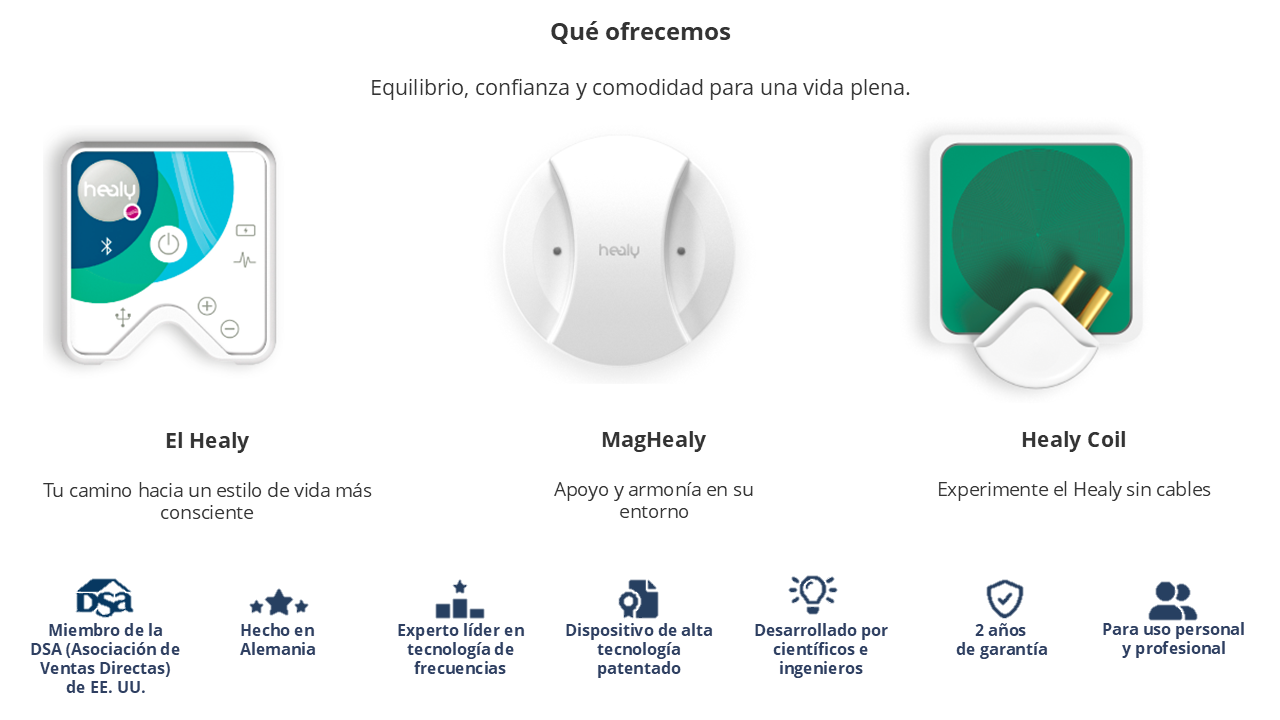 Qué ofrecemos
Equilibrio, confianza y comodidad para una vida plena.
healy
healy
El Healy
MagHealy
Healy Coil
Tu camino hacia un estilo de vida más
consciente
Apoyo y armonía en su
entorno
Experimente el Healy sin cables
DSA
Miembro de la
DSA (Asociación de
Ventas Directas)
de EE. UU.
Hecho en
Alemania
Experto líder en
tecnología de
frecuencias
Dispositivo de alta
tecnología
patentado
Desarrollado por
científicos e
ingenieros
2 años
de garantía
Para uso personal
y profesional